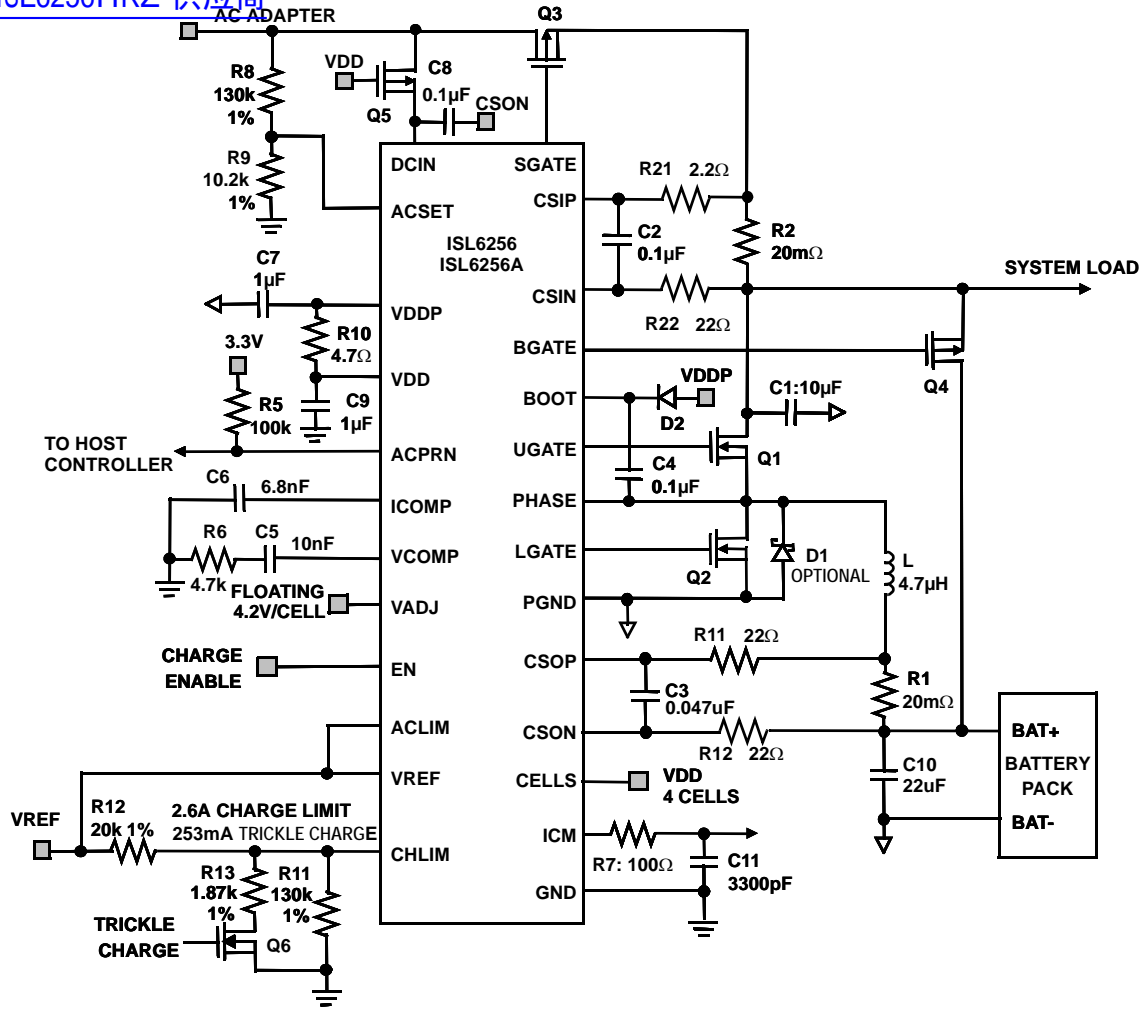 AC ADAPTER
供应商
Q3
VDD
C8
0.1µF
CSON
Q5
R8
130k
1%
R9
10.2k
1%
DCIN
SGATE
ACSET
CSIP
R21 2.2Ω
ISL6256
ISL6256A
C2
0.1µF
R2
20mΩ
C7
1µF
CSIN
R22 22Ω
SYSTEM LOAD
VDDP
R10
4.7Ω
3.3V
BGATE
Q4
VDD
BOOT
VDDP
D2
C1:10µF
R5
100k
C9
1µF
UGATE
Q1
TO HOST
CONTROLLER
ACPRN
C4
0.1µF
C6
6.8nF
ICOMP
PHASE
R6
4.7k
C5
10nF
VCOMP
LGATE
Q2
D1
OPTIONAL
L
4.7µH
FLOATING
4.2V/CELL
VADJ
PGND
R11 22Ω
CHARGE
ENABLE
EN
CSOP
C3
0.047uF
R1
20mΩ
ACLIM
CSON
R12 22Ω
BAT+
BATTERY
PACK
BAT-
C10
22uF
VREF
CELLS
VDD
4 CELLS
VREF
R12
20k 1%
2.6A CHARGE LIMIT
253mA TRICKLE CHARGE
CHLIM
ICM
R7: 100Ω
C11
3300pF
R13
1.87k
1%
R11
130k
1%
GND
TRICKLE
CHARGE
Q6